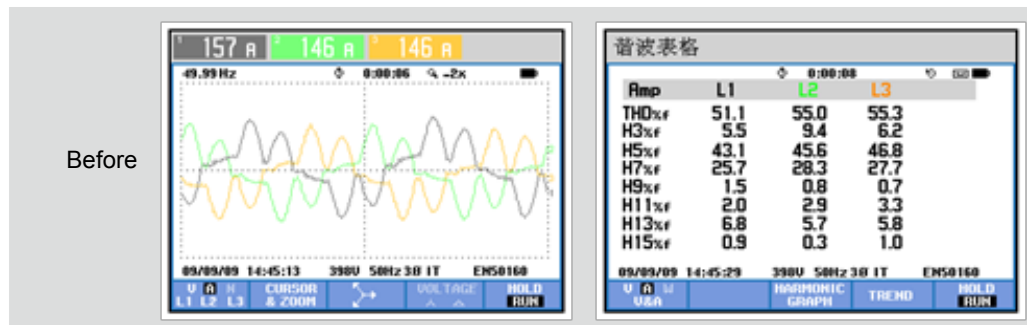 Before
1 157 A 2 146 A 3 146 A
49.99 Hz 0:00:06 -2x
09/09/09 14:45:13 398V 50Hz 3Ø IT EN50160
V A N CURSOR VOLTAGE HOLD
L1 L2 L3 & ZOOM RUN
谐波表格
0:00:08
Amp L1 L2 L3
THD%f 51.1 55.0 55.3
H3%f 5.5 9.4 6.2
H5%f 43.1 45.6 46.8
H7%f 25.7 28.3 27.7
H9%f 1.5 0.8 0.7
H11%f 2.0 2.9 3.3
H13%f 6.8 5.7 5.8
H15%f 0.9 0.3 1.0
09/09/09 14:45:29 398V 50Hz 3Ø IT EN50160
V A W HARMONIC TREND HOLD
V&A GRAPH RUN